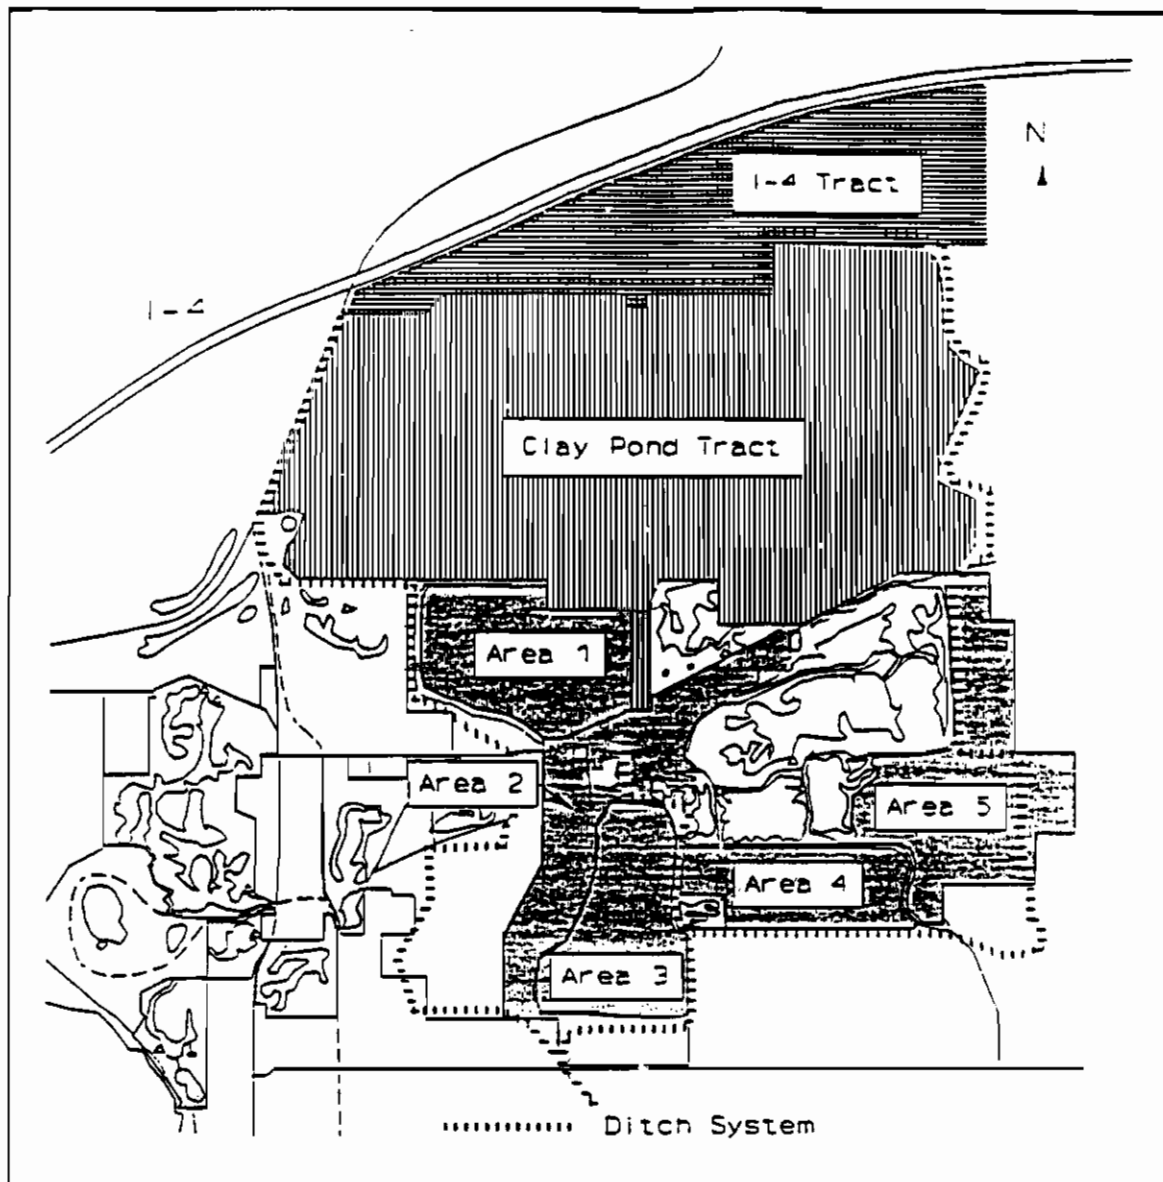 N
I-4 Tract
I-4
Clay Pond Tract
Area 1
Area 2
Area 5
Area 4
Area 3
Ditch System